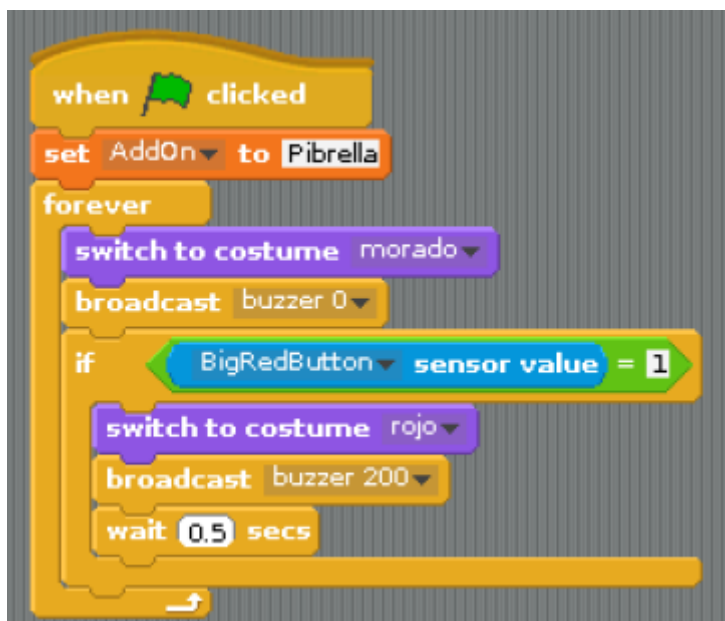 when clicked
set AddOn to Pibrella
forever
switch to costume morado
broadcast buzzer 0
if BigRedButton sensor value = 1
switch to costume rojo
broadcast buzzer 200
wait 0.5 secs